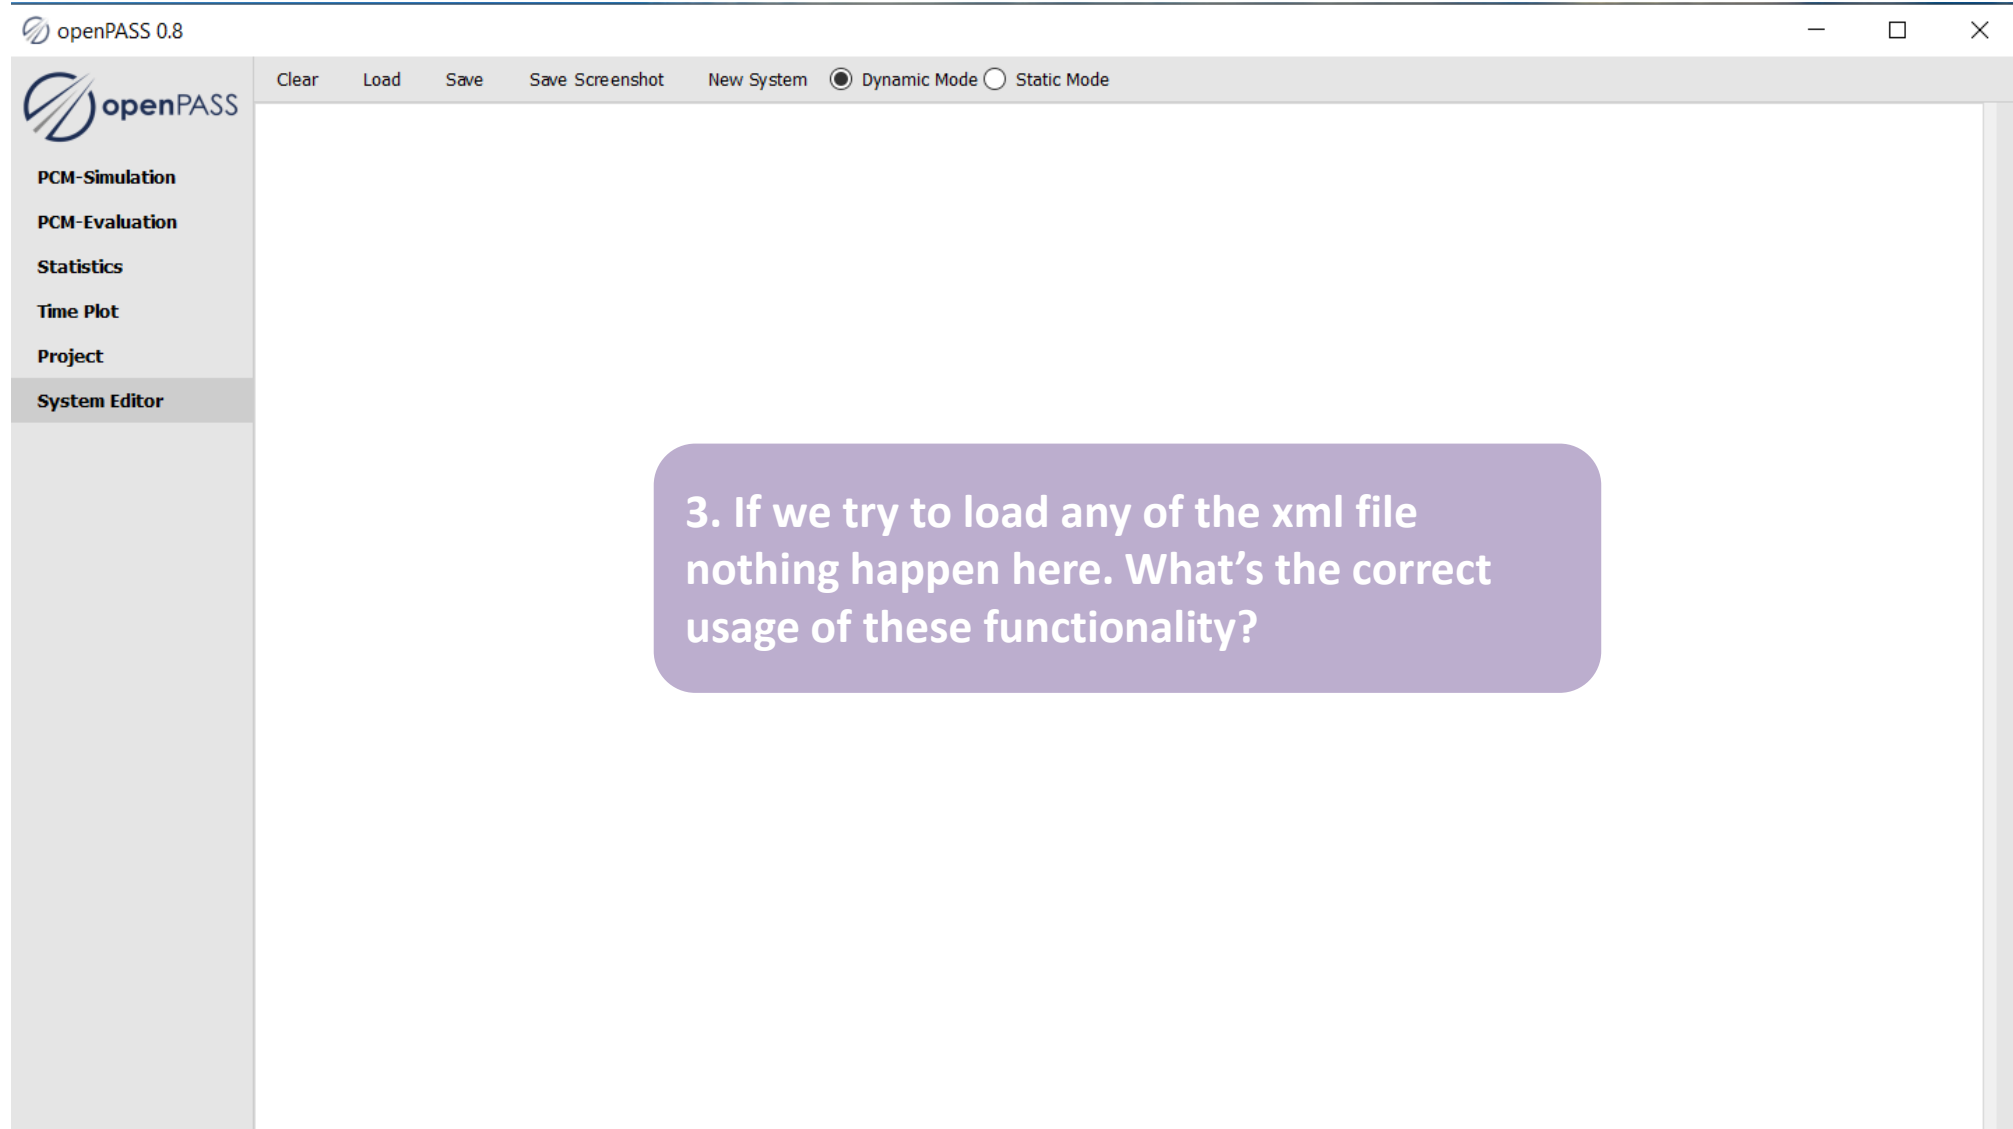 openPASS 0.8
openPASS
Clear Load Save Save Screenshot New System Dynamic Mode Static Mode
PCM-Simulation
PCM-Evaluation
Statistics
Time Plot
Project
System Editor
3. If we try to load any of the xml file
nothing happen here. What’s the correct
usage of these functionality?